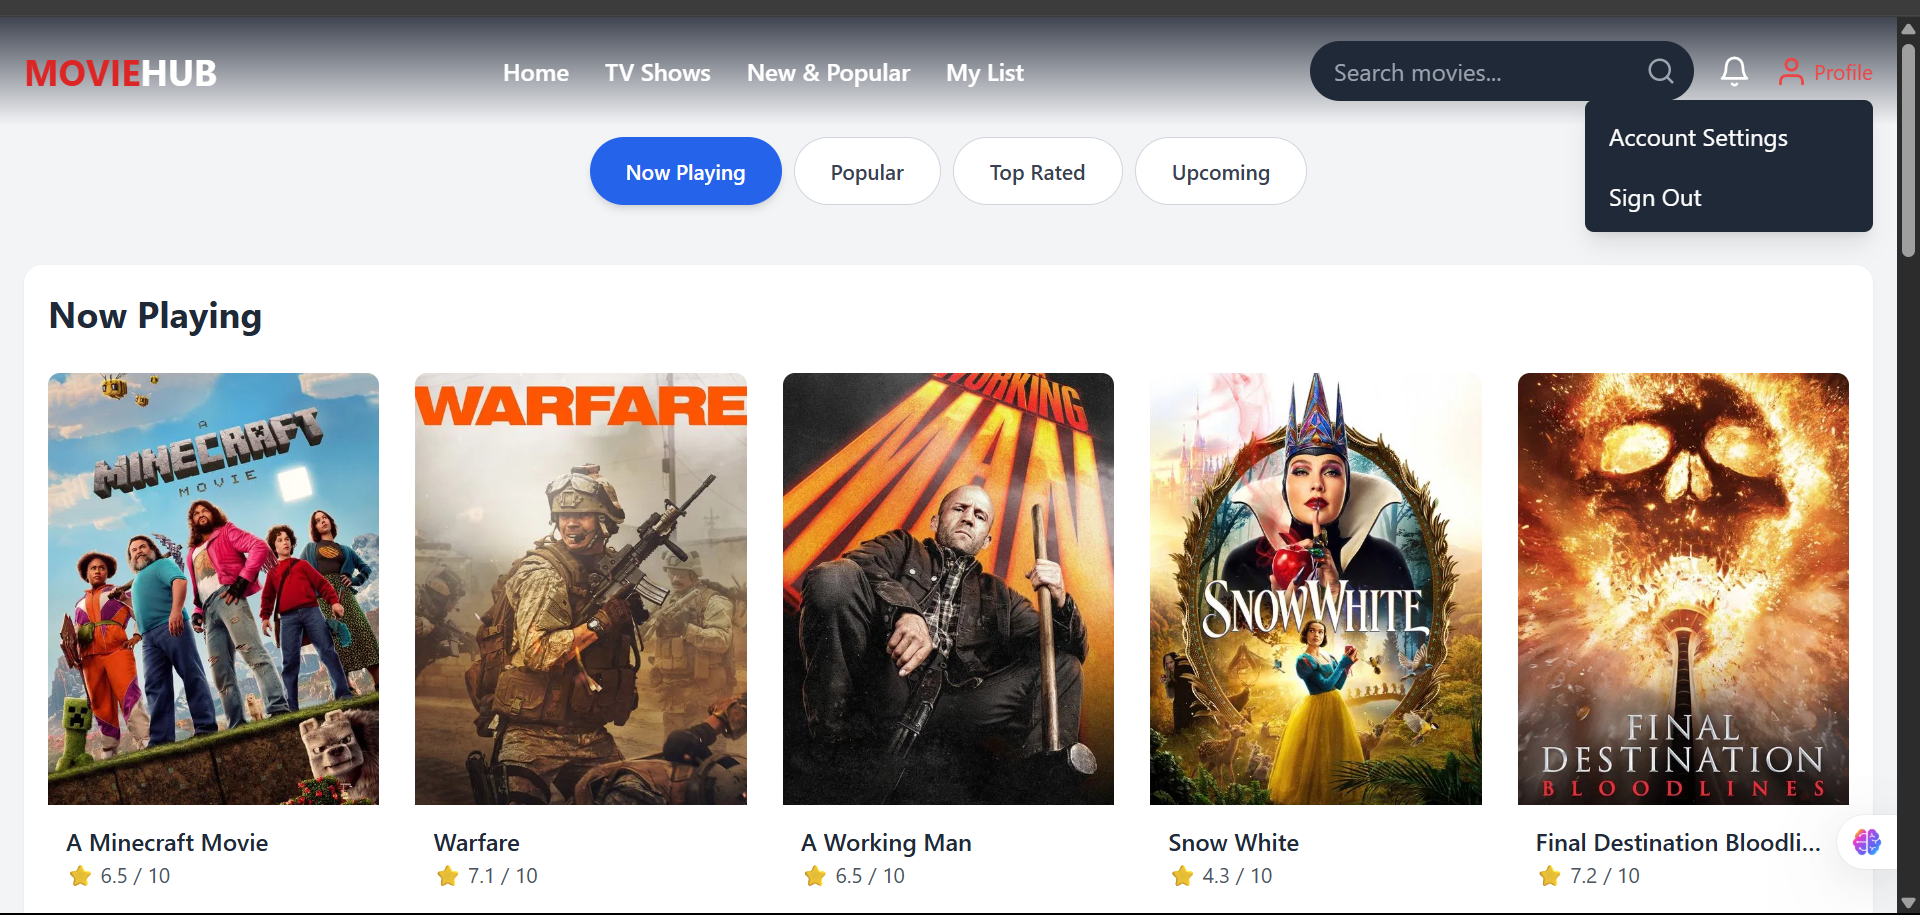 MOVIEHUB
Home TV Shows New & Popular My List
Search movies...
Profile
Account Settings
Sign Out
Now Playing Popular Top Rated Upcoming
Now Playing
A
MINECRAFT
MOVIE
WARFARE
WORKING
MAN
SNOW WHITE
FINAL
DESTINATION
BLOODLINES
A Minecraft Movie
6.5 / 10
Warfare
7.1 / 10
A Working Man
6.5 / 10
Snow White
4.3 / 10
Final Destination Bloodli...
7.2 / 10